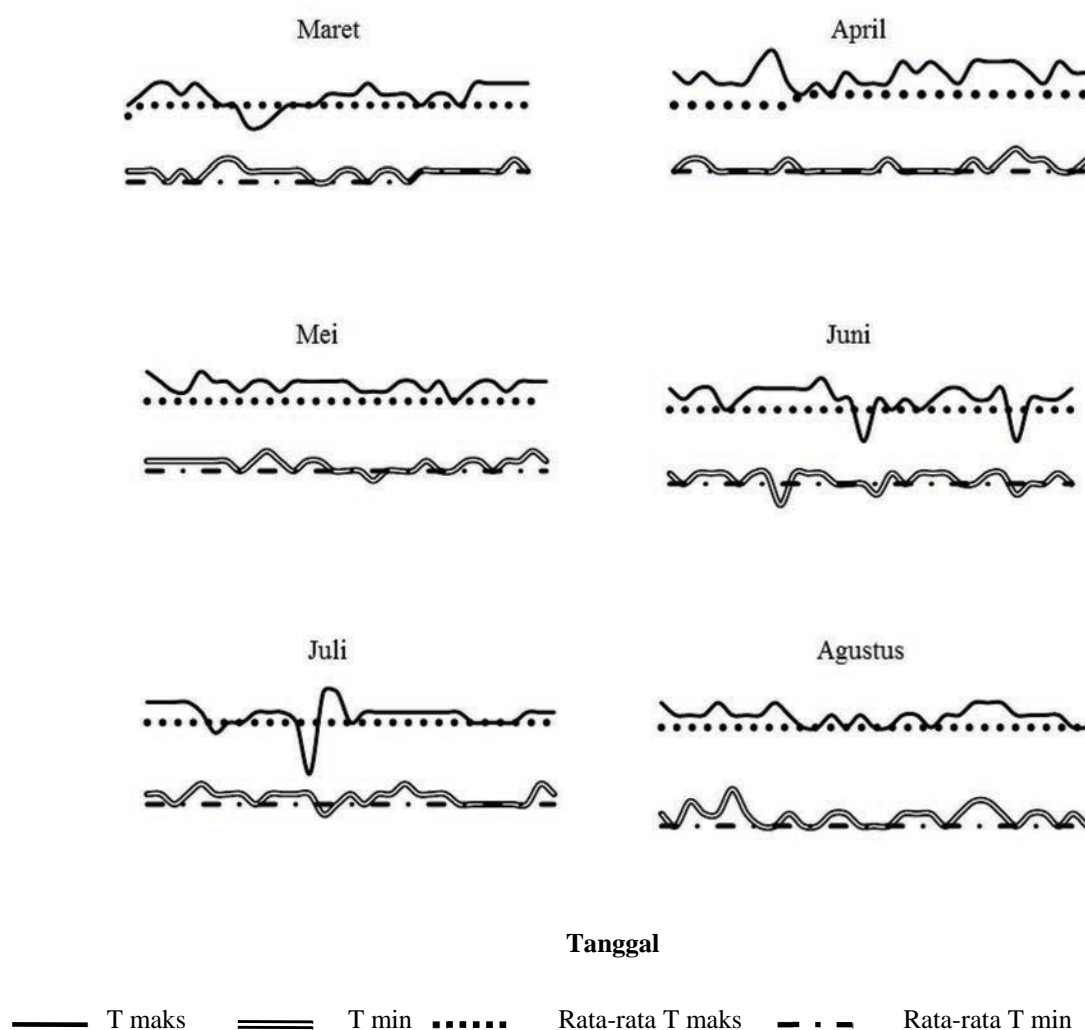 Maret April
Mei Juni
Juli Agustus
Tanggal
T maks T min Rata-rata T maks Rata-rata T min